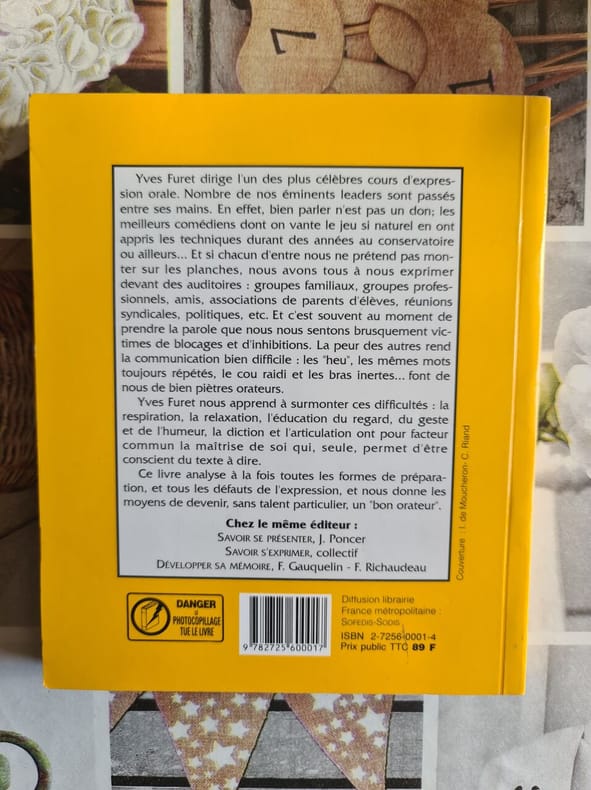 Yves Furet dirige l'un des plus célèbres cours d'expres-
sion orale. Nombre de nos éminents leaders sont passés
entre ses mains. En effet, bien parler n'est pas un don; les
meilleurs comédiens dont on vante le jeu si naturel en ont
appris les techniques durant des années au conservatoire
ou ailleurs... Et si chacun d'entre nous ne prétend pas mon-
ter sur les planches, nous avons tous à nous exprimer
devant des auditoires : groupes familiaux, groupes profes-
sionnels, amis, associations de parents d'élèves, réunions
syndicales, politiques, etc. Et c'est souvent au moment de
prendre la parole que nous nous sentons brusquement vic-
times de blocages et d'inhibitions. La peur des autres rend
la communication bien difficile : les "heu", les mêmes mots
toujours répétés, le cou raidi et les bras inertes... font de
nous de bien piètres orateurs.
Yves Furet nous apprend à surmonter ces difficultés : la
respiration, la relaxation, l'éducation du regard, du geste
et de l'humeur, la diction et l'articulation ont pour facteur
commun la maîtrise de soi qui, seule, permet d'être
conscient du texte à dire.
Ce livre analyse à la fois toutes les formes de prépara-
tion, et tous les défauts de l'expression, et nous donne les
moyens de devenir, sans talent particulier, un "bon orateur".
Chez le même éditeur :
SAVOIR SE PRÉSENTER, J. Poncer
SAVOIR S'EXPRIMER, collectif
DÉVELOPPER SA MÉMOIRE, F. Gauquelin - F. Richaudeau
Couverture : I. de Moucheron- C. Riand
DANGER
LE
PHOTOCOPILLAGE
TUE LE LIVRE
9 782725 600017
Diffusion librairie
France métropolitaine :
SOFEDIS-SODIS
ISBN 2-7256-0001-4
Prix public TTC 89 F